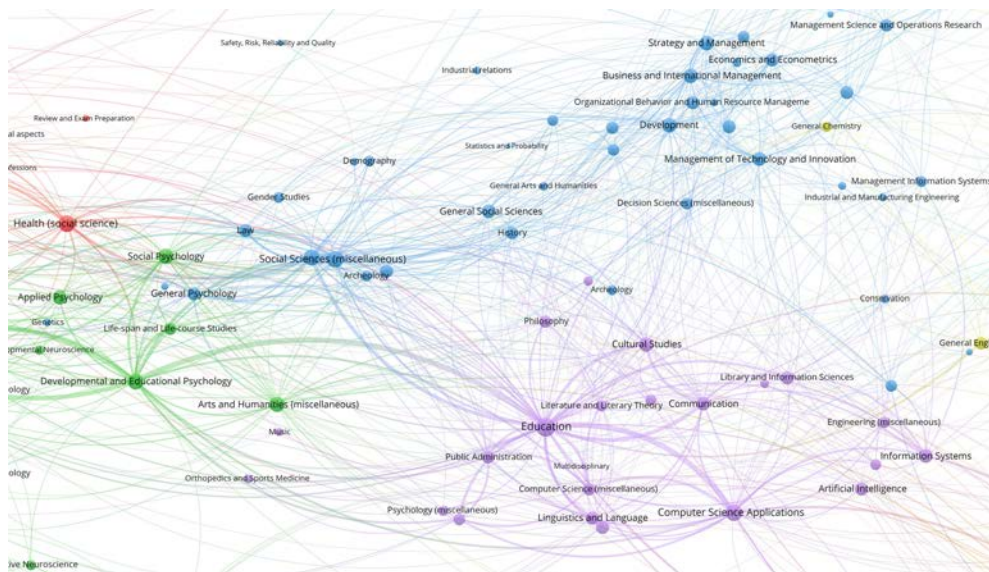 Management Science and Operations Research
Safety, Risk, Reliability and Quality
Strategy and Management
Economics and Econometrics
Industrial relations
Business and International Management
Organizational Behavior and Human Resource Manageme
Review and Exam Preparation
Development
General Chemistry
al aspects
Statistics and Probability
Demography
Management of Technology and Innovation
cessions
General Arts and Humanities
Management Information Systems
Gender Studies
Decision Sciences (miscellaneous)
Industrial and Manufacturing Engineering
General Social Sciences
Health (social science)
Law
History
Social Psychology
Social Sciences (miscellaneous)
Archeology
Applied Psychology
General Psychology
Archeology
Conservation
Genetics
Life-span and Life-course Studies
Philosophy
opmental Neuroscience
Cultural Studies
General Eng
Developmental and Educational Psychology
Library and Information Sciences
ology
Arts and Humanities (miscellaneous)
Literature and Literary Theory
Communication
Music
Education
Engineering (miscellaneous)
Public Administration
Information Systems
Multidisciplinary
ology
Orthopedics and Sports Medicine
Computer Science (miscellaneous)
Artificial Intelligence
Psychology (miscellaneous)
Linguistics and Language
Computer Science Applications
ive Neuroscience